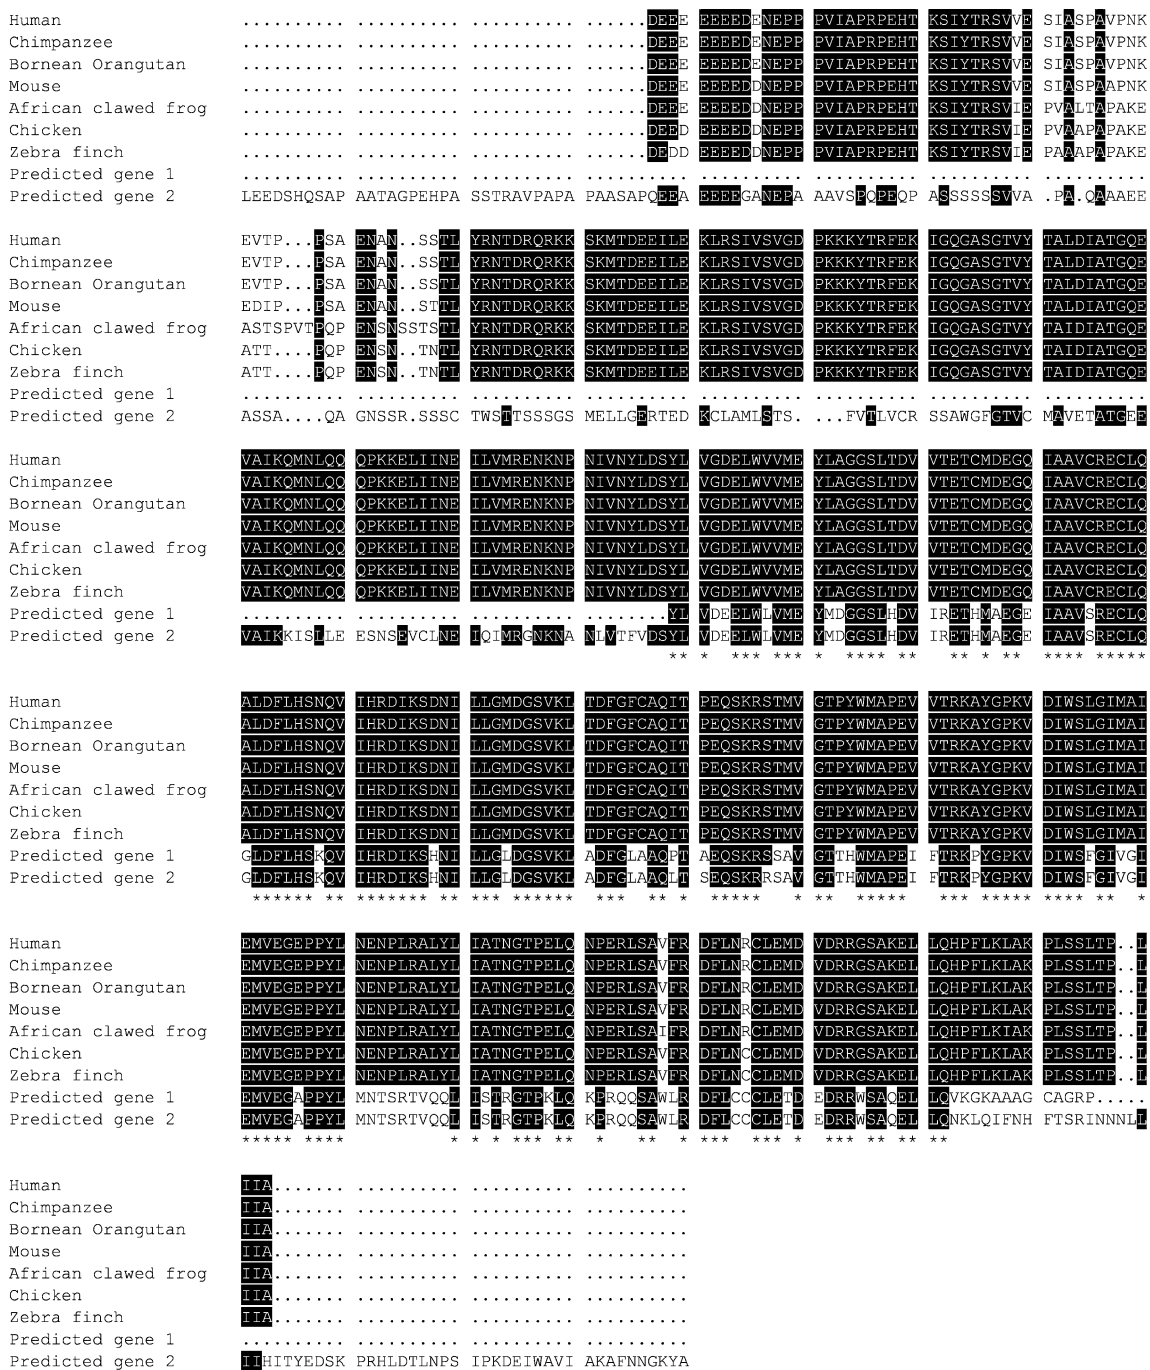 Human .................... .................... DEEE EEEEDENEPP PVIAPRPEHT KSIYTRSVVE SIASPAVPNK
Chimpanzee .................... .................... DEEE EEEEDENEPP PVIAPRPEHT KSIYTRSVVE SIASPAVPNK
Bornean Orangutan .................... .................... DEEE EEEEDENEPP PVIAPRPEHT KSIYTRSVVE SIASPAVPNK
Mouse .................... .................... DEEE EEEEDENEPP PVIAPRPEHT KSIYTRSVVE SIASPAAPNK
African clawed frog .................... .................... DEEE EEEEDDNEPP PVIAPRPEHT KSIYTRSVIE PVALTAPAKE
Chicken .................... .................... DEED EEEEDDNEPP PVIAPRPEHT KSIYTRSVIE PVAAPAPAKE
Zebra finch .................... .................... DEDD EEEEDDNEPP PVIAPRPEHT KSIYTRSVIE PAAAPAPAKE
Predicted gene 1 .......... .......... .......... .......... .......... .......... .......... ..........
Predicted gene 2 LEEDSHQSAP AATAGPEHPA SSTRAVPAPA PAASAPQEEA EEEEGANEPA AAVSPQPEQP ASSSSSSVVA .PA.QAAAEE
Human EVTP...PSA ENAN..SSTL YRNTDRQRKK SKMTDEEILE KLRSIVSVGD PKKKYTRFEK IGQGASGTVY TALDIATGQE
Chimpanzee EVTP...PSA ENAN..SSTL YRNTDRQRKK SKMTDEEILE KLRSIVSVGD PKKKYTRFEK IGQGASGTVY TALDIATGQE
Bornean Orangutan EVTP...PSA ENAN..SSTL YRNTDRQRKK SKMTDEEILE KLRSIVSVGD PKKKYTRFEK IGQGASGTVY TALDIATGQE
Mouse EDIP...PSA ENAN..STTL YRNTDRQRKK SKMTDEEILE KLRSIVSVGD PKKKYTRFEK IGQGASGTVY TALDIATGQE
African clawed frog ASTSPVTPQP ENSNSSTSTL YRNTDRQRKK SKMTDEEILE KLRSIVSVGD PKKKYTRFEK IGQGASGTVY TAIDIATGQE
Chicken ATT....PQP ENSN..TNTL YRNTDRQRKK SKMTDEEILE KLRSIVSVGD PKKKYTRFEK IGQGASGTVY TAIDIATGQE
Zebra finch ATT....PQP ENSN..TNTL YRNTDRQRKK SKMTDEEILE KLRSIVSVGD PKKKYTRFEK IGQGASGTVY TAIDIATGQE
Predicted gene 1 .......... .......... .......... .......... .......... .......... .......... ..........
Predicted gene 2 ASSA....QA GNSSR.SSSC TWSTTSSSGS MELLGERTED KCLAMLSTS. ...FVTLVCR SSAWGFGTVC MAVETATGEE
Human VAIKQMNLQQ QPKKELIINE ILVMRENKNP NIVNYLDSYL VGDELWVVME YLAGGSLTDV VTETCMDEGQ IAAVCRECLQ
Chimpanzee VAIKQMNLQQ QPKKELIINE ILVMRENKNP NIVNYLDSYL VGDELWVVME YLAGGSLTDV VTETCMDEGQ IAAVCRECLQ
Bornean Orangutan VAIKQMNLQQ QPKKELIINE ILVMRENKNP NIVNYLDSYL VGDELWVVME YLAGGSLTDV VTETCMDEGQ IAAVCRECLQ
Mouse VAIKQMNLQQ QPKKELIINE ILVMRENKNP NIVNYLDSYL VGDELWVVME YLAGGSLTDV VTETCMDEGQ IAAVCRECLQ
African clawed frog VAIKQMNLQQ QPKKELIINE ILVMRENKNP NIVNYLDSYL VGDELWVVME YLAGGSLTDV VTETCMDEGQ IAAVCRECLQ
Chicken VAIKQMNLQQ QPKKELIINE ILVMRENKNP NIVNYLDSYL VGDELWVVME YLAGGSLTDV VTETCMDEGQ IAAVCRECLQ
Zebra finch VAIKQMNLQQ QPKKELIINE ILVMRENKNP NIVNYLDSYL VGDELWVVME YLAGGSLTDV VTETCMDEGQ IAAVCRECLQ
Predicted gene 1 .......... .......... .......... ........YL VDEELWLVME YMDGGSLHDV IRETHMAEGE IAAVSRECLQ
Predicted gene 2 VAIKKISLLE ESNSEVCLNE IQIMRGNKNA NLVTFVDSYL VDEELWLVME YMDGGSLHDV IRETHMAEGE IAAVSRECLQ
** * *** *** * **** ** ** * ** **** *****
Human ALDFLHSNQV IHRDIKSDNI LLGMDGSVKL TDFGFCAQIT PEQSKRSTMV GTPYWMAPEV VTRKAYGPKV DIWSLGIMAI
Chimpanzee ALDFLHSNQV IHRDIKSDNI LLGMDGSVKL TDFGFCAQIT PEQSKRSTMV GTPYWMAPEV VTRKAYGPKV DIWSLGIMAI
Bornean Orangutan ALDFLHSNQV IHRDIKSDNI LLGMDGSVKL TDFGFCAQIT PEQSKRSTMV GTPYWMAPEV VTRKAYGPKV DIWSLGIMAI
Mouse ALDFLHSNQV IHRDIKSDNI LLGMDGSVKL TDFGFCAQIT PEQSKRSTMV GTPYWMAPEV VTRKAYGPKV DIWSLGIMAI
African clawed frog ALDFLHSNQV IHRDIKSDNI LLGMDGSVKL TDFGFCAQIT PEQSKRSTMV GTPYWMAPEV VTRKAYGPKV DIWSLGIMAI
Chicken ALDFLHSNQV IHRDIKSDNI LLGMDGSVKL TDFGFCAQIT PEQSKRSTMV GTPYWMAPEV VTRKAYGPKV DIWSLGIMAI
Zebra finch ALDFLHSNQV IHRDIKSDNI LLGMDGSVKL TDFGFCAQIT PEQSKRSTMV GTPYWMAPEV VTRKAYGPKV DIWSLGIMAI
Predicted gene 1 GLDFLHSKQV IHRDIKSHNI LLGLDGSVKL ADFGLAAQPT AEQSKRSSAV GTTHWMAPEI FTRKPYGPKV DIWSFGIVGI
Predicted gene 2 GLDFLHSKQV IHRDIKSHNI LLGLDGSVKL ADFGLAAQLT SEQSKRRSAV GTTHWMAPEI FTRKPYGPKV DIWSFGIVGI
****** ** ******* ** *** ****** *** ** * ***** * ** ***** *** ***** **** ** *
Human EMVEGEPPYL NENPLRALYL IATNGTPELQ NPERLSAVFR DFLNRCLEMD VDRRGSAKEL LQHPFLKLAK PLSSLTP..L
Chimpanzee EMVEGEPPYL NENPLRALYL IATNGTPELQ NPERLSAVFR DFLNRCLEMD VDRRGSAKEL LQHPFLKLAK PLSSLTP..L
Bornean Orangutan EMVEGEPPYL NENPLRALYL IATNGTPELQ NPERLSAVFR DFLNRCLEMD VDRRGSAKEL LQHPFLKLAK PLSSLTP..L
Mouse EMVEGEPPYL NENPLRALYL IATNGTPELQ NPERLSAVFR DFLNRCLEMD VDRRGSAKEL LQHPFLKLAK PLSSLTP..L
African clawed frog EMVEGEPPYL NENPLRALYL IATNGTPELQ NPERLSAIFR DFLNRCLEMD VDRRGSAKEL LQHPFLKIAK PLSSLTP..L
Chicken EMVEGEPPYL NENPLRALYL IATNGTPELQ NPERLSAVFR DFLNCCLEMD VDRRGSAKEL LQHPFLKLAK PLSSLTP..L
Zebra finch EMVEGEPPYL NENPLRALYL IATNGTPELQ NPERLSAVFR DFLNCCLEMD VDRRGSAKEL LQHPFLKLAK PLSSLTP..L
Predicted gene 1 EMVEGAPPYL MNTSRTVQQL ISTRGTPKLQ KPRQQSAWLR DFLCCCLETD EDRRWSAQEL LQVKGKAAAG CAGRP.....
Predicted gene 2 EMVEGAPPYL MNTSRTVQQL ISTRGTPKLQ KPRQQSAWLR DFLCCCLETD EDRRWSAQEL LQNKLQIFNH FTSRINNNLL
***** **** * * * *** ** * ** * *** *** * *** ** ** **
Human IIA....... .......... .......... ..........
Chimpanzee IIA....... .......... .......... ..........
Bornean Orangutan IIA....... .......... .......... ..........
Mouse IIA....... .......... .......... ..........
African clawed frog IIA....... .......... .......... ..........
Chicken IIA....... .......... .......... ..........
Zebra finch IIA....... .......... .......... ..........
Predicted gene 1 .......... .......... .......... ..........
Predicted gene 2 IIHITYEDSK PRHLDTLNPS IPKDEIWAVI AKAFNNGKYA